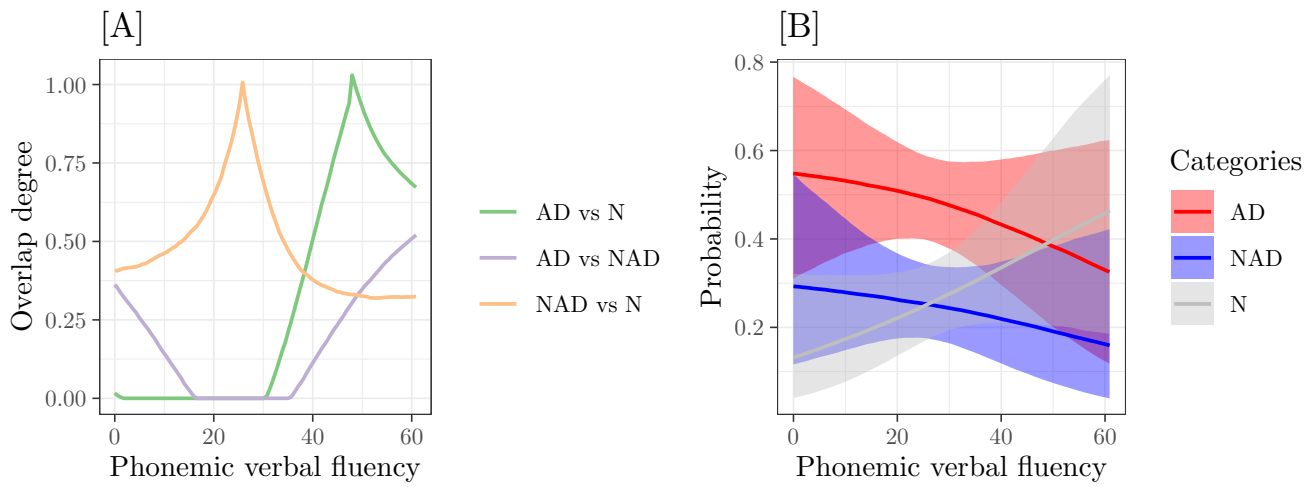 [A]
Overlap degree
1.00
0.75
0.50
0.25
0.00
0 20 40 60
Phonemic verbal fluency
AD vs N
AD vs NAD
NAD vs N
[B]
Probability
0.8
0.6
0.4
0.2
0 20 40 60
Phonemic verbal fluency
Categories
AD
NAD
N